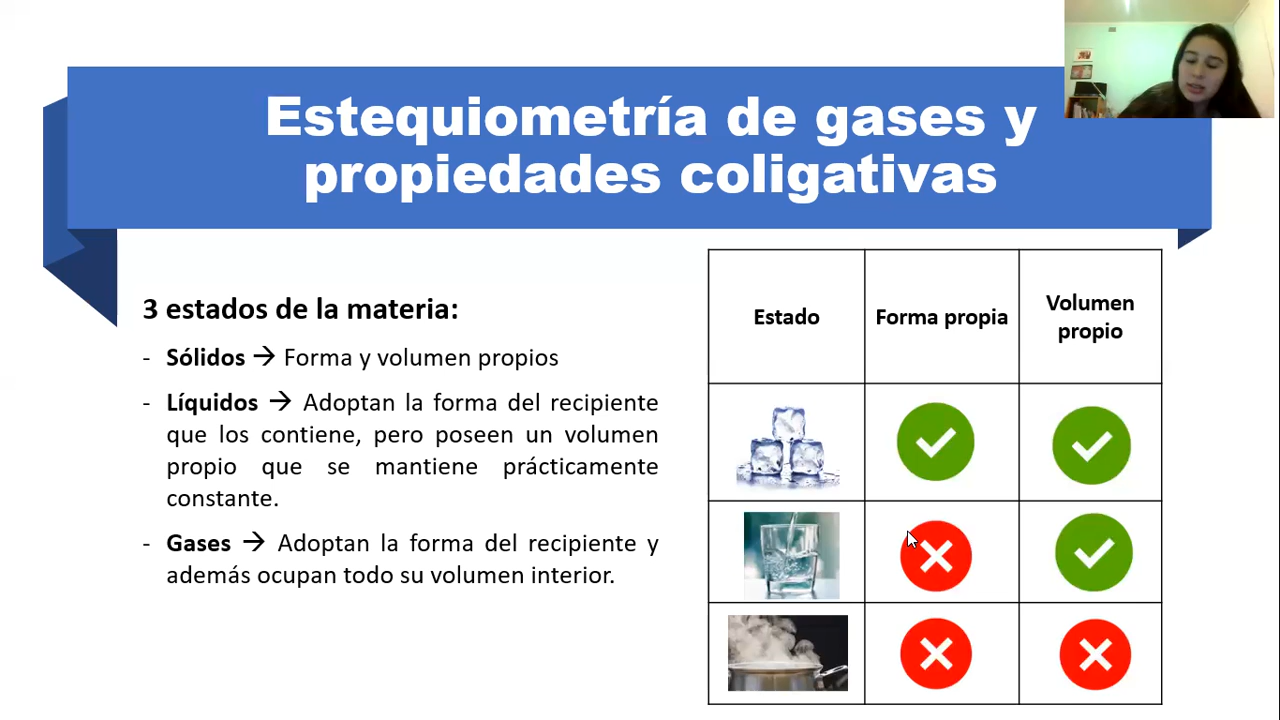 Estequiometría de gases y
propiedades coligativas
3 estados de la materia:
- Sólidos → Forma y volumen propios
- Líquidos → Adoptan la forma del recipiente
que los contiene, pero poseen un volumen
propio que se mantiene prácticamente
constante.
- Gases → Adoptan la forma del recipiente y
además ocupan todo su volumen interior.
Estado
Forma propia
Volumen
propio